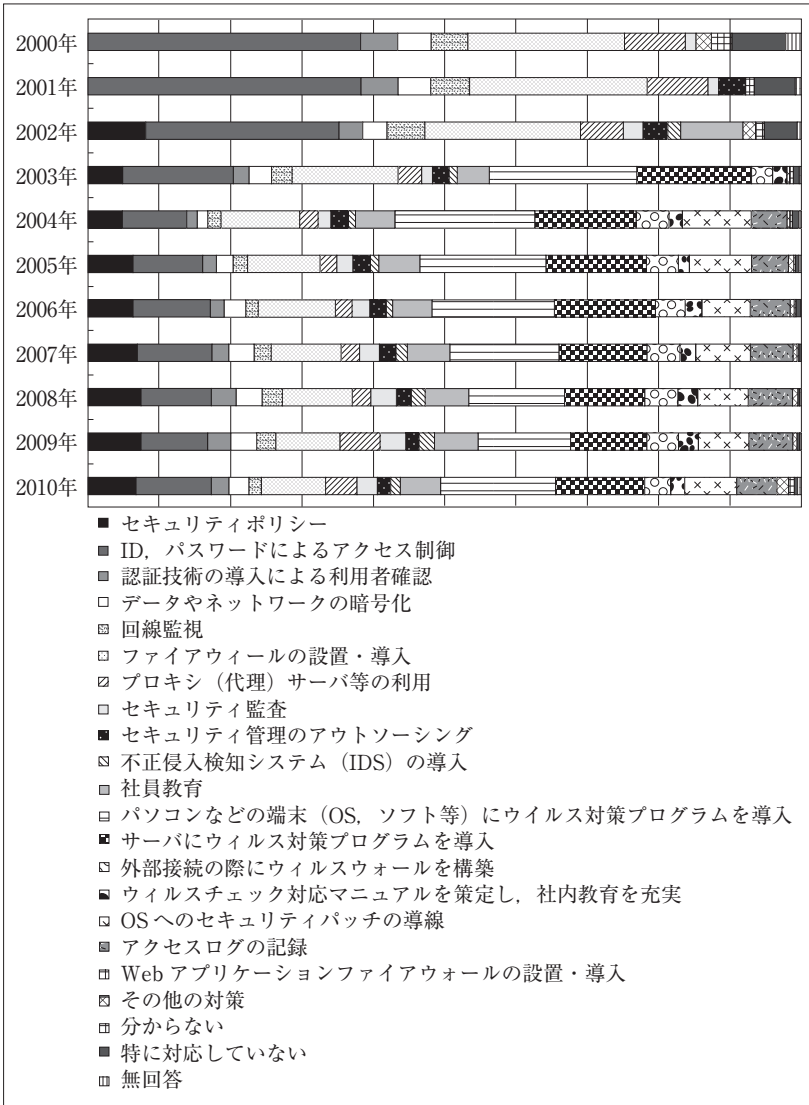 2000年
2001年
2002年
2003年
2004年
2005年
2006年
2007年
2008年
2009年
2010年
セキュリティポリシー
ID，パスワードによるアクセス制御
認証技術の導入による利用者確認
データやネットワークの暗号化
回線監視
ファイアウィールの設置・導入
プロキシ（代理）サーバ等の利用
セキュリティ監査
セキュリティ管理のアウトソーシング
不正侵入検知システム（IDS）の導入
社員教育
パソコンなどの端末（OS，ソフト等）にウイルス対策プログラムを導入
サーバにウィルス対策プログラムを導入
外部接続の際にウィルスウォールを構築
ウィルスチェック対応マニュアルを策定し，社内教育を充実
OSへのセキュリティパッチの導線
アクセスログの記録
Webアプリケーションファイアウォールの設置・導入
その他の対策
分からない
特に対応していない
無回答